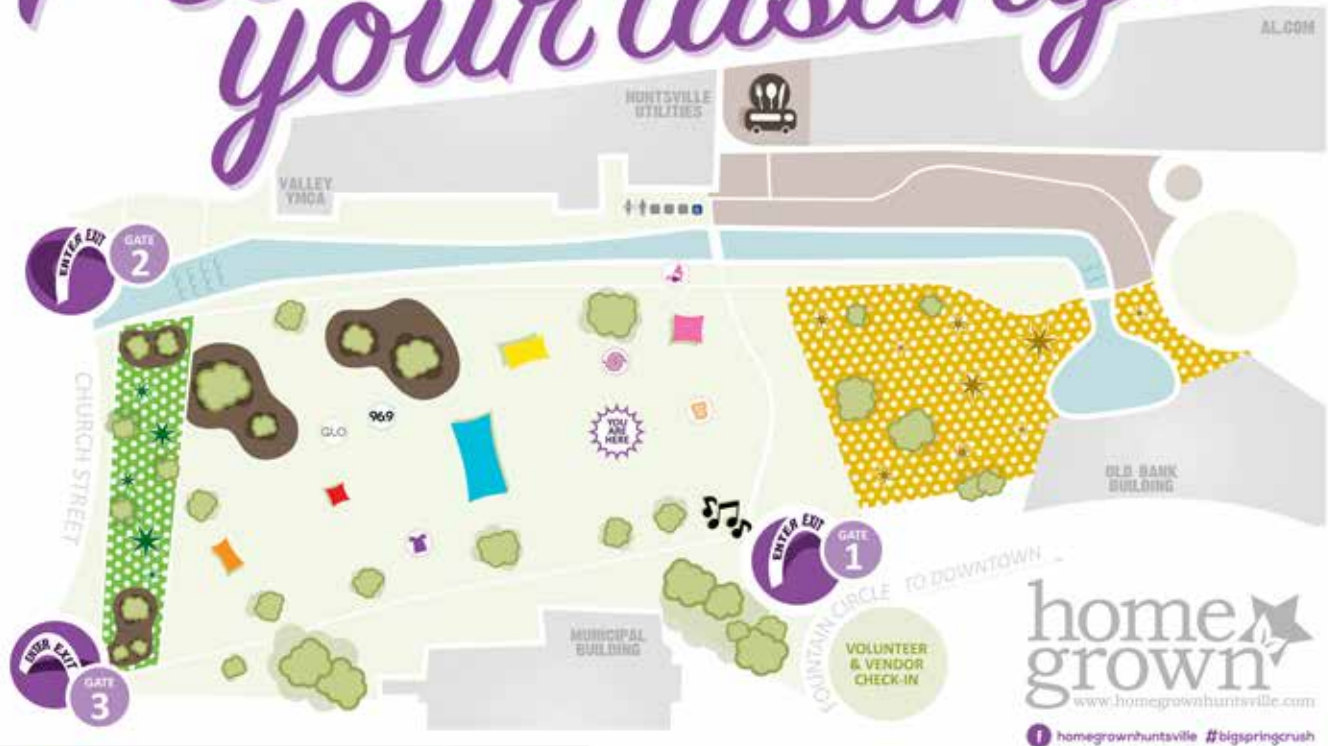 your tasting
AL.COM
HUNTSVILLE
UTILITIES
VALLEY
YMCA
ENTER EXIT
GATE
2
CHURCH STREET
GLO
969
YOU
ARE
HERE
OLD BANK
BUILDING
ENTER EXIT
GATE
1
FOUNTAIN CIRCLE TO DOWNTOWN
MUNICIPAL
BUILDING
VOLUNTEER
& VENDOR
CHECK-IN
ENTER EXIT
GATE
3
home
grown
www.homegrownhuntsville.com
f homegrownhuntsville #bigspringcrush